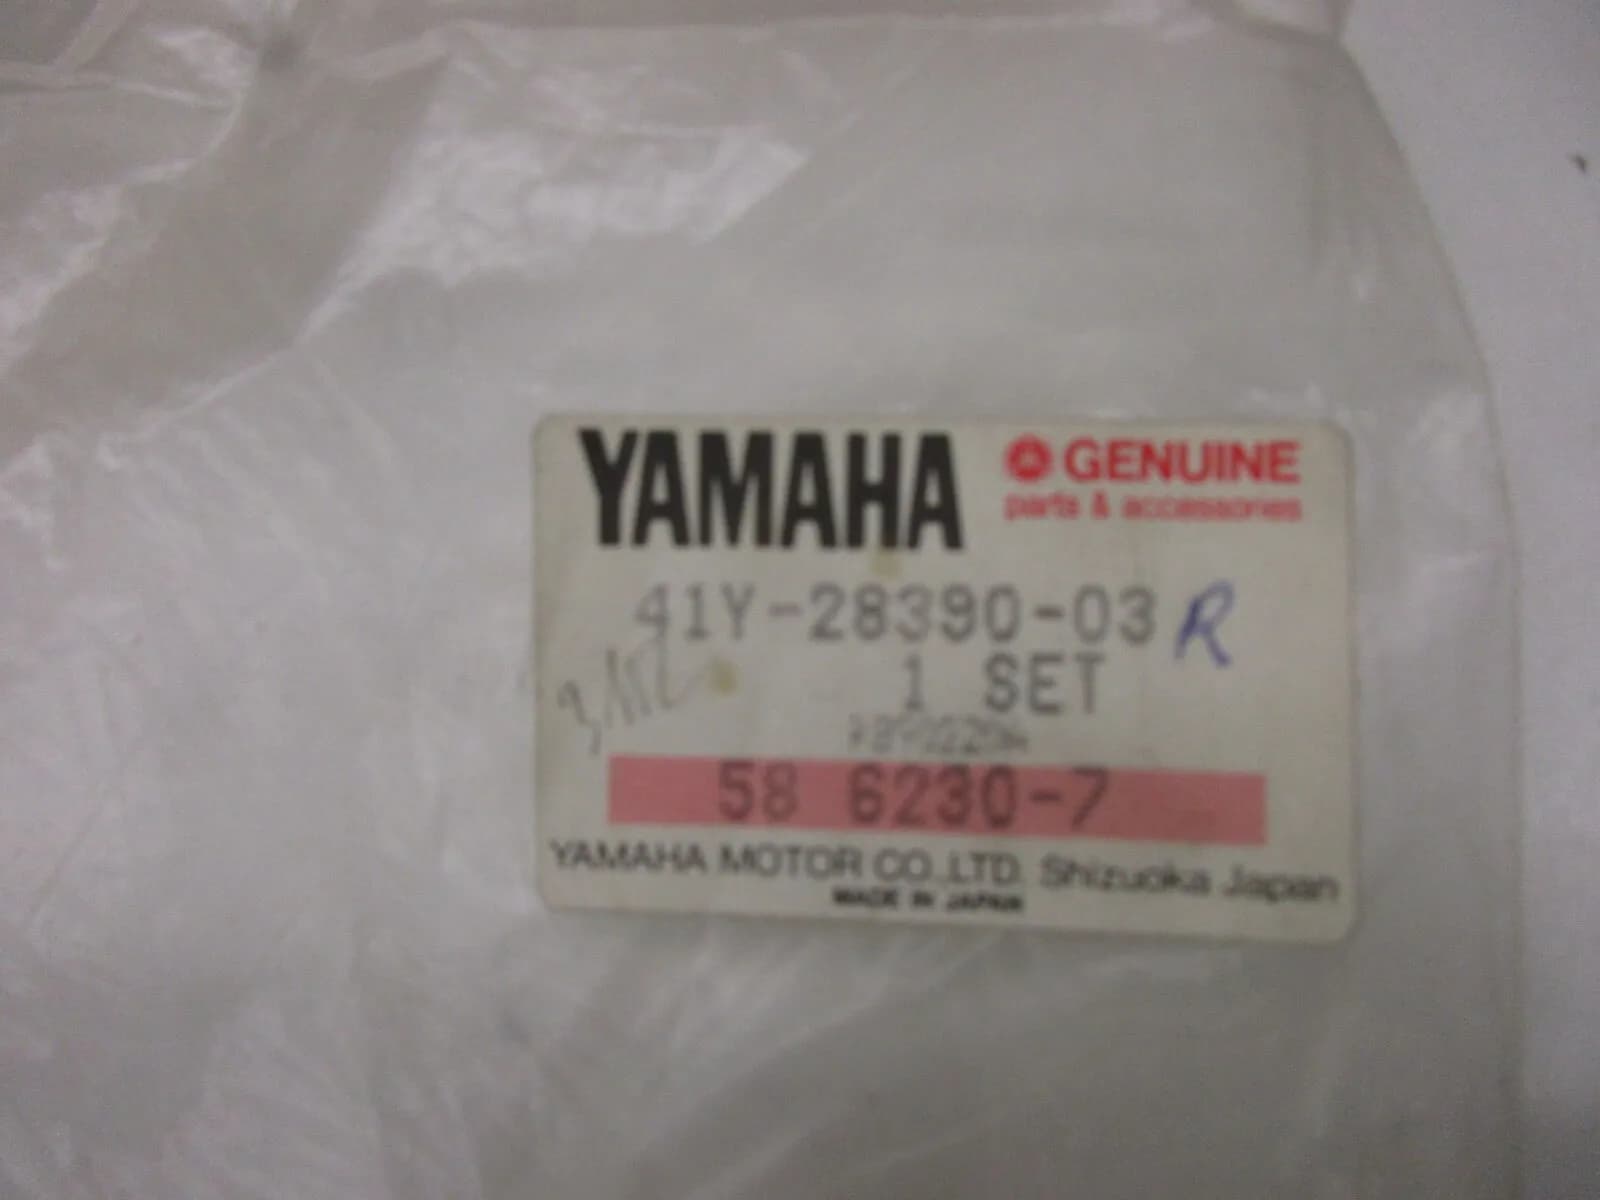 YAMAHA GENUINE
parts & accessories
41Y-28390-03 R
1 SET
58 6230-7
YAMAHA MOTOR CO.,LTD. Shizuoka Japan
MADE IN JAPAN